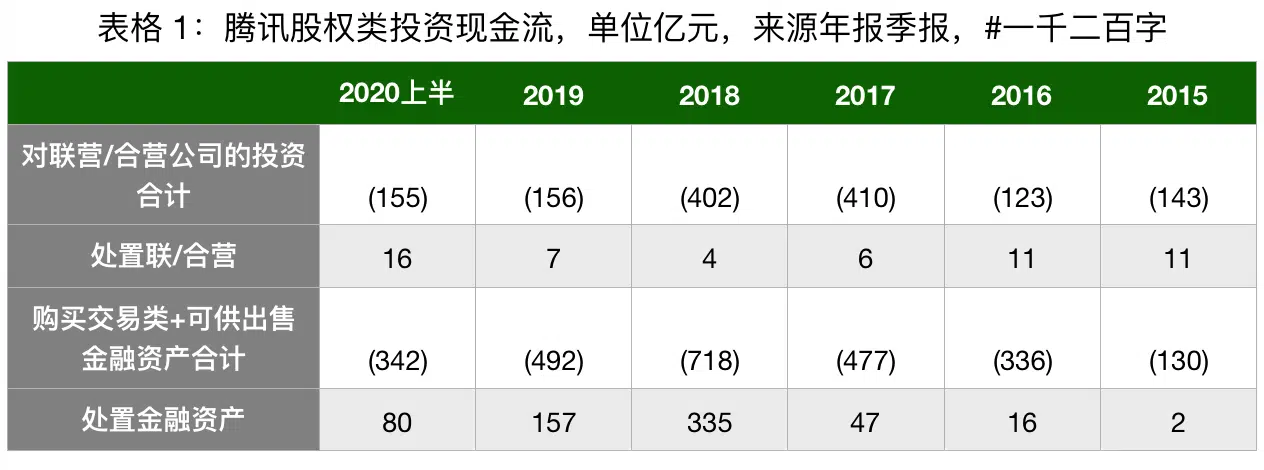 表格 1：腾讯股权类投资现金流，单位亿元，来源年报季报，#一千二百字
2020上半 2019 2018 2017 2016 2015
对联营/合营公司的投资
合计 (155) (156) (402) (410) (123) (143)
处置联/合营 16 7 4 6 11 11
购买交易类+可供出售
金融资产合计 (342) (492) (718) (477) (336) (130)
处置金融资产 80 157 335 47 16 2